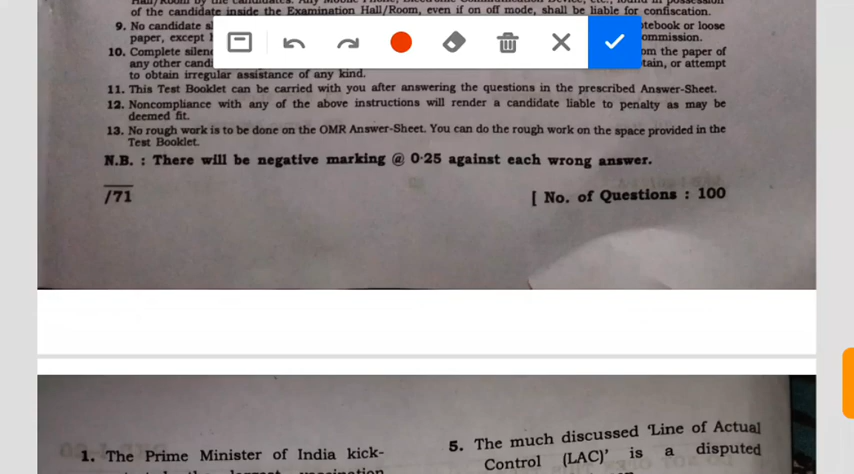 Hall/Room by the candidates. Any Mobile Phone, Electronic Communication Device, etc., found in possession
of the candidate inside the Examination Hall/Room, even if on off mode, shall be liable for confiscation.
9. No candidate s tebook or loose
paper, except ommission.
10. Complete silenc om the paper of
any other candi tain, or attempt
to obtain irregular assistance of any kind.
11. This Test Booklet can be carried with you after answering the questions in the prescribed Answer-Sheet.
12. Noncompliance with any of the above instructions will render a candidate liable to penalty as may be
deemed fit.
13. No rough work is to be done on the OMR Answer-Sheet. You can do the rough work on the space provided in the
Test Booklet.
N.B. : There will be negative marking @ 0·25 against each wrong answer.
/71 [ No. of Questions : 100
1. The Prime Minister of India kick-
5. The much discussed 'Line of Actual
Control (LAC)' is a disputed